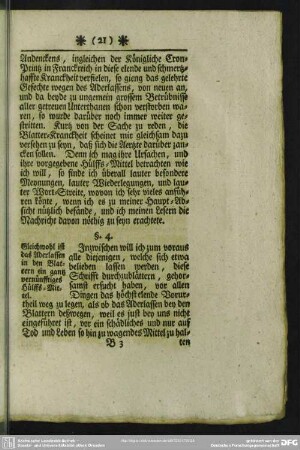 * (21) *
Andenckens, ingleichen der Königliche Cron-
Printz in Franckreich in diese elende und schmertz-
haffte Kranckheit verfielen, so gieng das gelehrte
Gefechte wegen des Aderlassens, von neuen an,
und da beyde zu ungemein grossem Betrübnisse
aller getreuen Unterthanen schon verstorben wa-
ren, so wurde darüber noch immer weiter ge-
stritten. Kurtz von der Sache zu reden, die
Blatter-Kranckheit scheinet mir gleichsam dazu
versehen zu seyn, daß sich die Aertzte darüber zan-
cken sollen. Denn ich mag ihre Ursachen, und
ihre vorgegebene Hülffs-Mittel betrachten wie
ich will, so finde ich überall lauter besondre
Meynungen, lauter Wiederlegungen, und lau-
ter Wort-Streite, wovon ich sehr vieles anfüh-
ren könte, wenn ich es zu meiner Haupt-Ab-
sicht nützlich befände, und ich meinen Lesern die
Nachricht davon nöthig zu seyn erachtete.
§. 4.
Gleichwohl ist
das Aderlassen
in den Blat-
tern ein gantz
vernünfftiges
Hülffs-Mit-
tel.
Inzwischen will ich zum voraus
alle diejenigen, welche sich etwa
belieben lassen werden, diese
Schrifft durchzublättern, gehor-
samst ersucht haben, vor allen
Dingen das höchst elende Vorur-
theil weg zu legen, als ob das Aderlassen bey den
Blattern deßwegen, weil es just bey uns nicht
eingeführet ist, vor ein schädliches und nur auf
Tod und Leben so hin zu wagendes Mittel zu hal-
B 3
ten